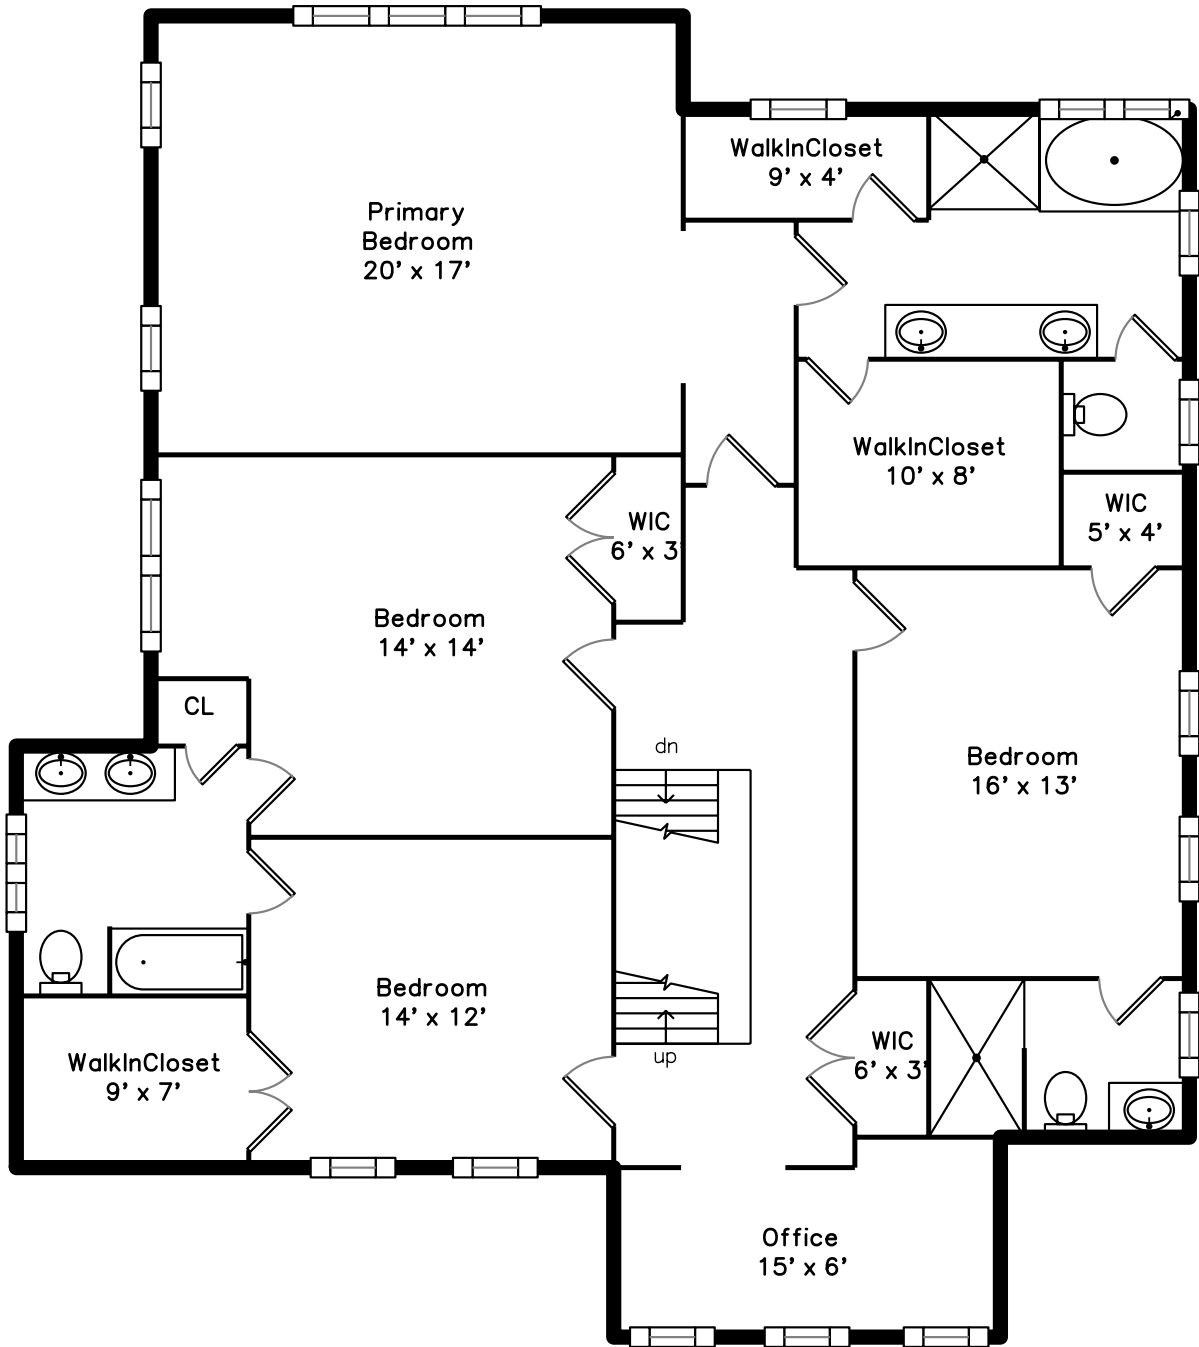 WalkInCloset
9' x 4'
Primary
Bedroom
20' x 17'
WalkInCloset
10' x 8'
WIC
5' x 4'
WIC
6' x 3'
Bedroom
14' x 14'
CL
dn
Bedroom
16' x 13'
Bedroom
14' x 12'
up
WIC
6' x 3'
WalkInCloset
9' x 7'
Office
15' x 6'